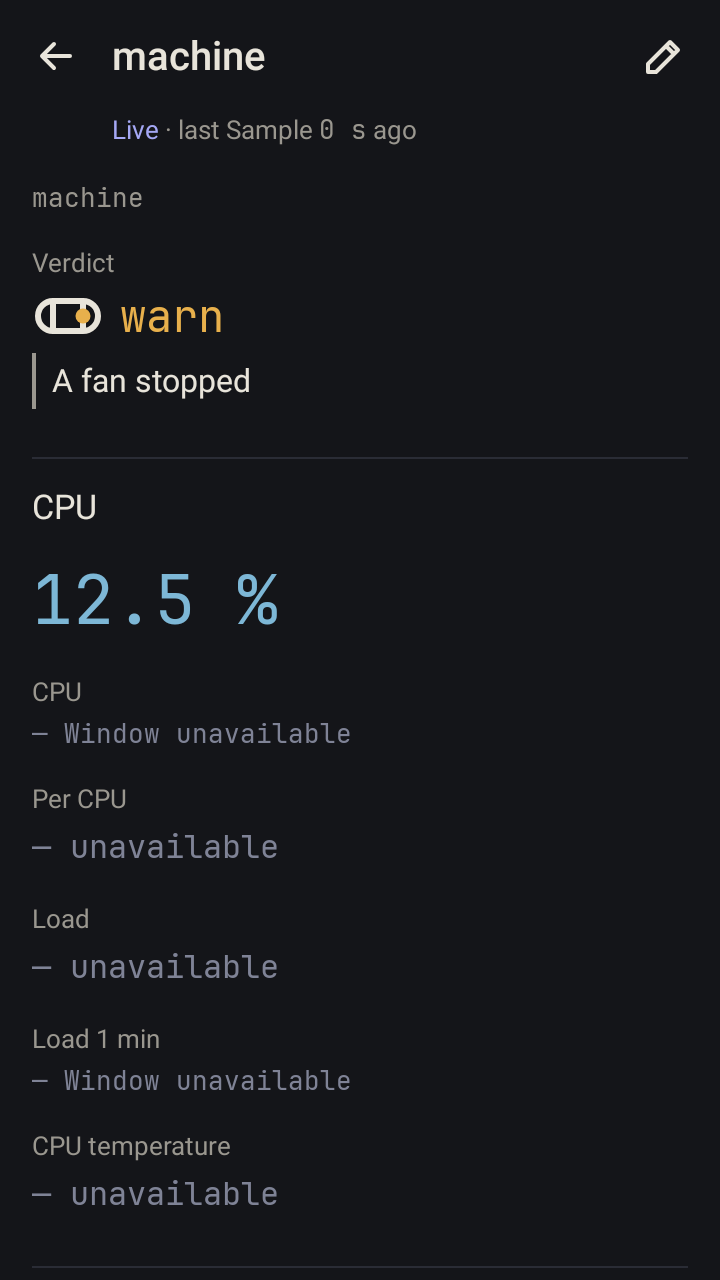 machine
Live · last Sample 0 s ago
machine
Verdict
warn
A fan stopped
CPU
12.5 %
CPU
— Window unavailable
Per CPU
— unavailable
Load
— unavailable
Load 1 min
— Window unavailable
CPU temperature
— unavailable